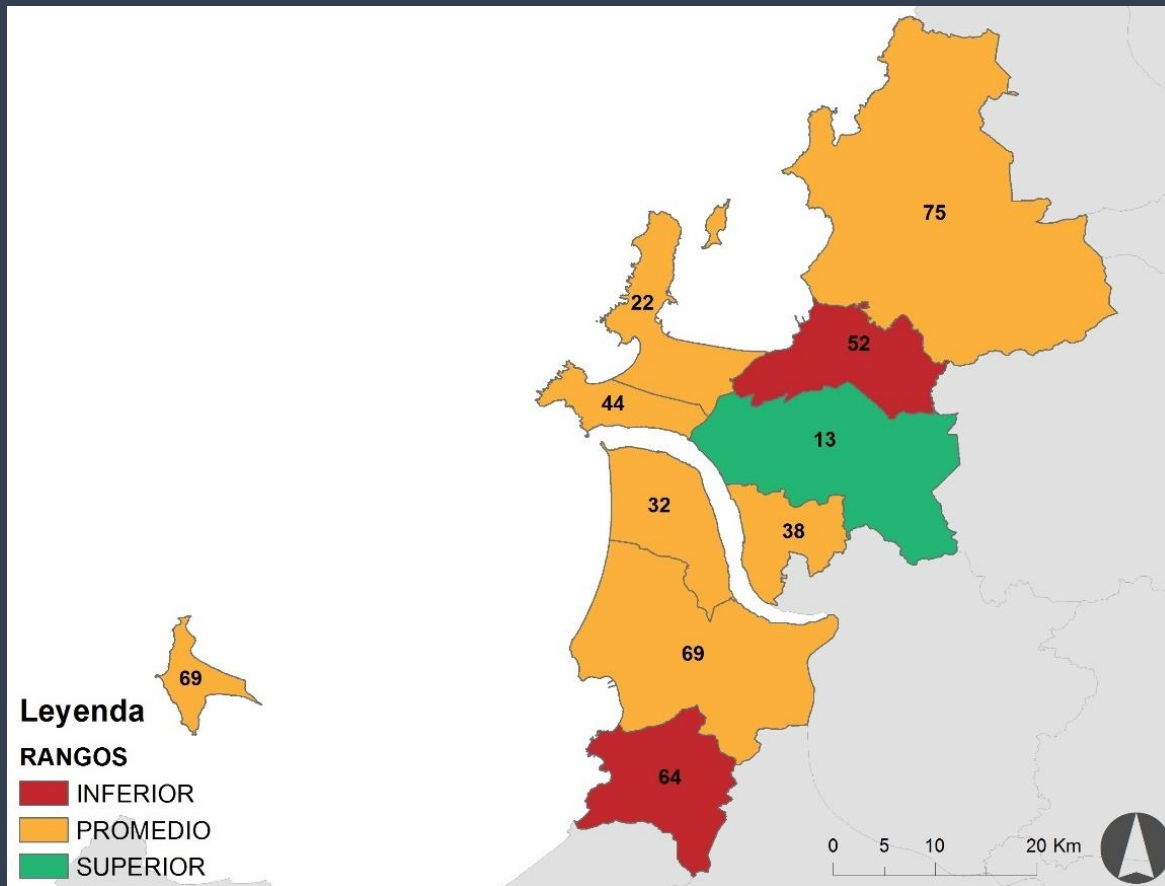 75
22
52
44
13
32
38
69
69
64
Leyenda
RANGOS
INFERIOR
PROMEDIO
SUPERIOR
0 5 10 20 Km